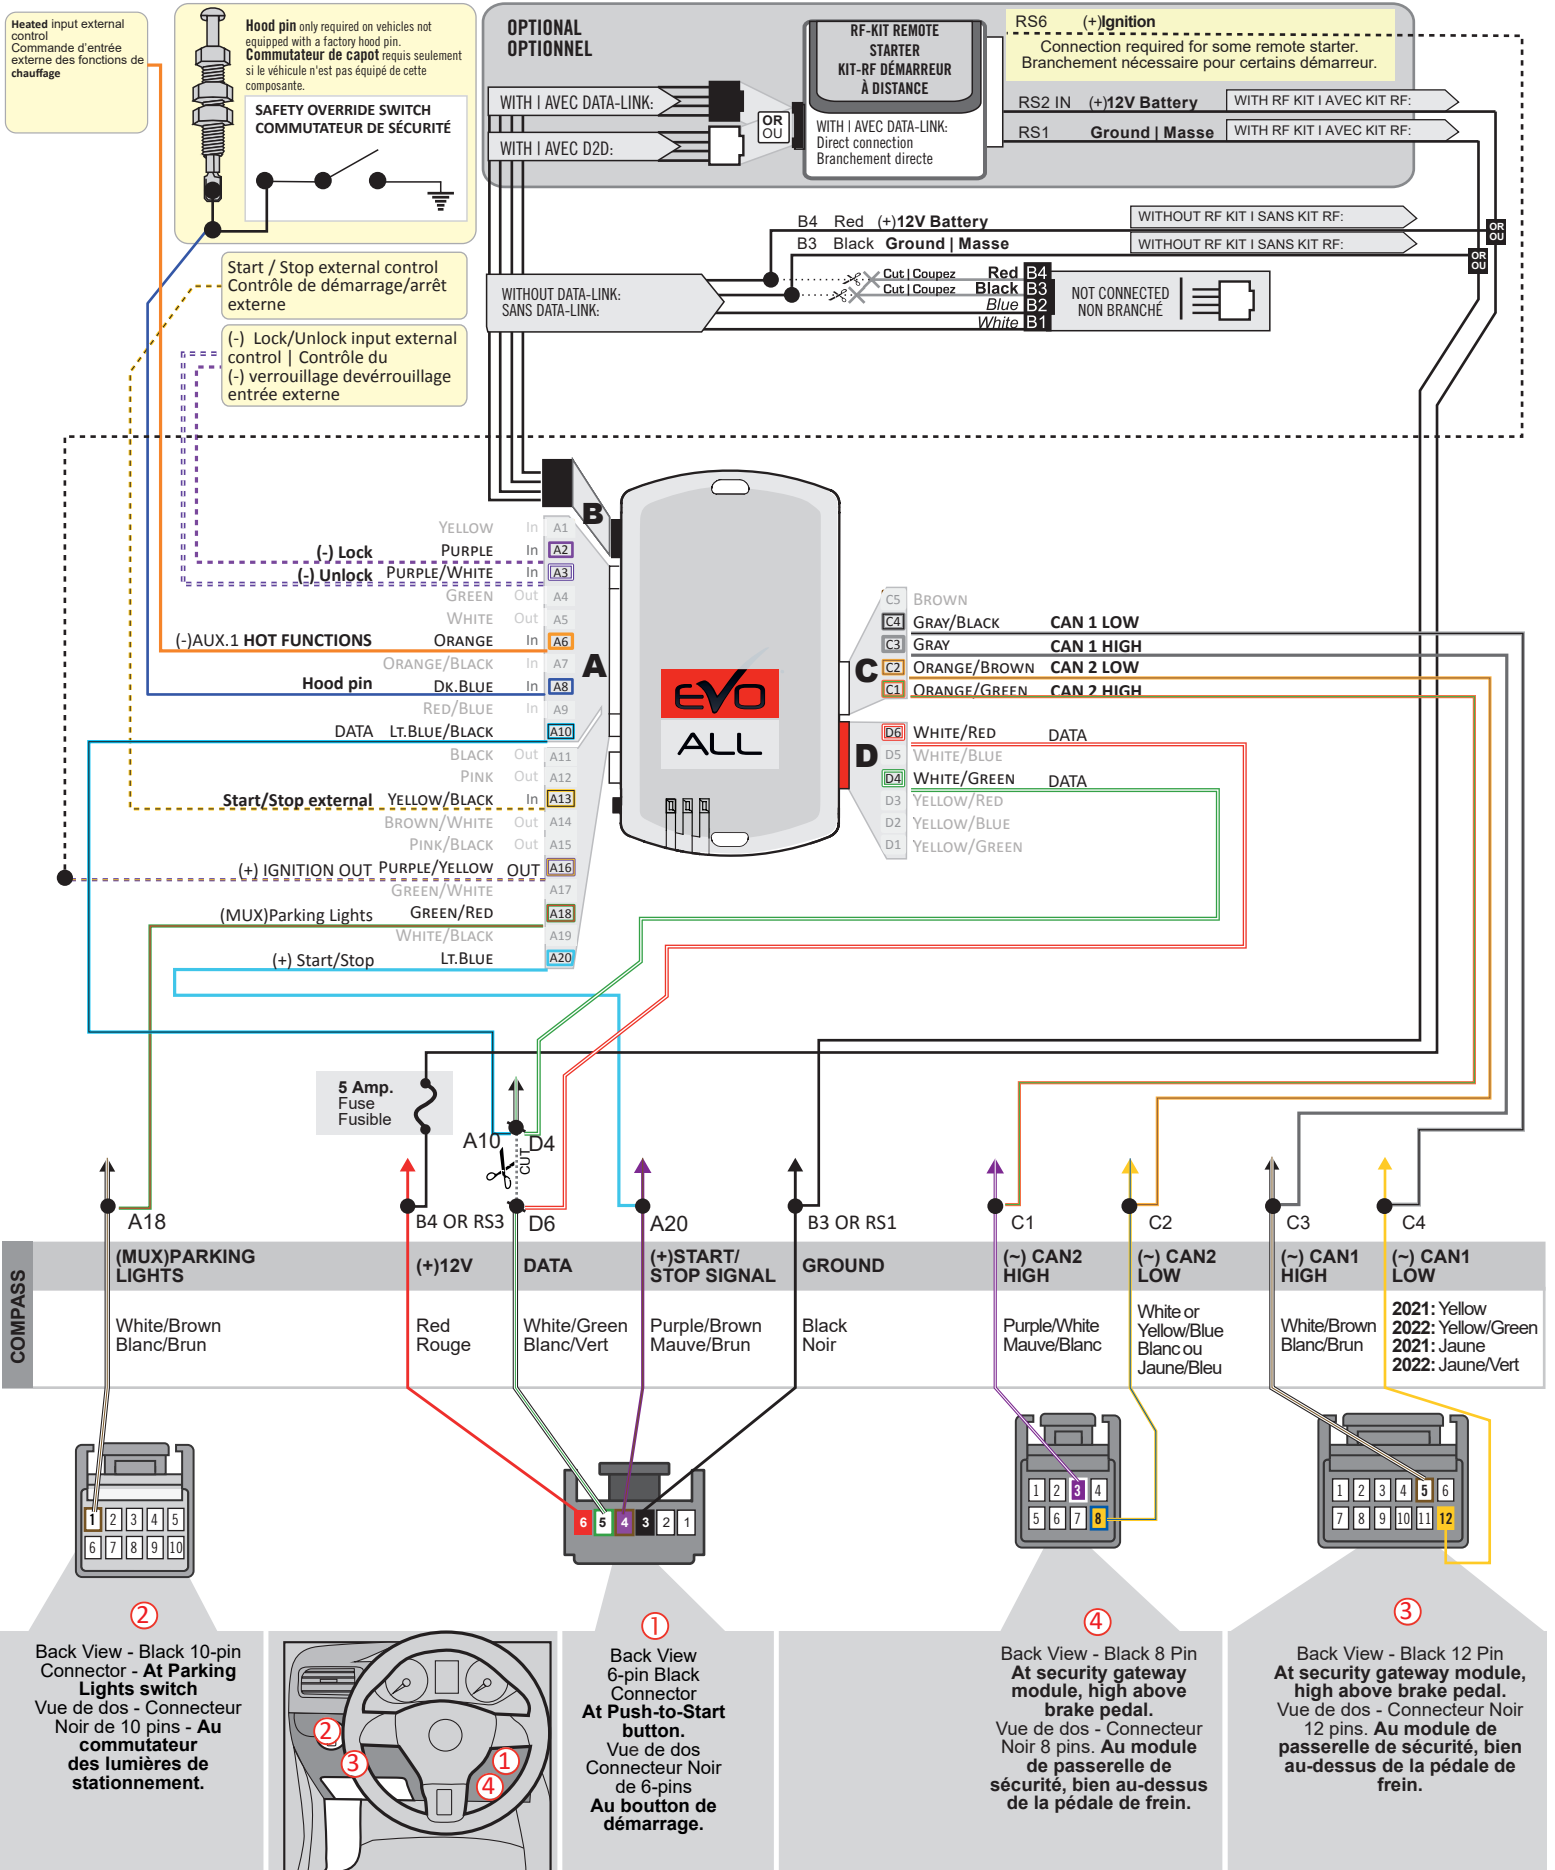 Heated input external
control
Commande d'entrée
externe des fonctions de
chauffage
Hood pin only required on vehicles not
equipped with a factory hood pin.
Commutateur de capot requis seulement
si le véhicule n'est pas équipé de cette
composante.
SAFETY OVERRIDE SWITCH
COMMUTATEUR DE SÉCURITÉ
OPTIONAL
OPTIONNEL
WITH I AVEC DATA-LINK:
WITH I AVEC D2D:
OR
OU
RF-KIT REMOTE
STARTER
KIT-RF DÉMARREUR
À DISTANCE
WITH I AVEC DATA-LINK:
Direct connection
Branchement directe
RS6 (+)Ignition
Connection required for some remote starter.
Branchement nécessaire pour certains démarreur.
RS2 IN (+)12V Battery WITH RF KIT I AVEC KIT RF:
RS1 Ground | Masse WITH RF KIT I AVEC KIT RF:
B4 Red (+)12V Battery WITHOUT RF KIT I SANS KIT RF:
B3 Black Ground | Masse WITHOUT RF KIT I SANS KIT RF:
OR
OU
OR
OU
WITHOUT DATA-LINK:
SANS DATA-LINK:
Cut | Coupez Red B4
Cut | Coupez Black B3
Blue B2
White B1
NOT CONNECTED
NON BRANCHÉ
Start / Stop external control
Contrôle de démarrage/arrêt
externe
(-) Lock/Unlock input external
control | Contrôle du
(-) verrouillage devérrouillage
entrée externe
B
A
C
D
EVO
ALL
YELLOW In A1
(-) Lock PURPLE In A2
(-) Unlock PURPLE/WHITE In A3
GREEN Out A4
WHITE Out A5
(-)AUX.1 HOT FUNCTIONS ORANGE In A6
ORANGE/BLACK In A7
Hood pin DK.BLUE In A8
RED/BLUE In A9
DATA LT.BLUE/BLACK A10
BLACK Out A11
PINK Out A12
Start/Stop external YELLOW/BLACK In A13
BROWN/WHITE Out A14
PINK/BLACK Out A15
(+) IGNITION OUT PURPLE/YELLOW OUT A16
GREEN/WHITE A17
(MUX)Parking Lights GREEN/RED A18
WHITE/BLACK A19
(+) Start/Stop LT.BLUE A20
C5 BROWN
C4 GRAY/BLACK CAN 1 LOW
C3 GRAY CAN 1 HIGH
C2 ORANGE/BROWN CAN 2 LOW
C1 ORANGE/GREEN CAN 2 HIGH
D6 WHITE/RED DATA
D5 WHITE/BLUE
D4 WHITE/GREEN DATA
D3 YELLOW/RED
D2 YELLOW/BLUE
D1 YELLOW/GREEN
5 Amp.
Fuse
Fusible
A10 D4
CUT
A18
B4 OR RS3
D6
A20
B3 OR RS1
C1
C2
C3
C4
COMPASS
(MUX)PARKING
LIGHTS
(+)12V
DATA
(+)START/
STOP SIGNAL
GROUND
(~) CAN2
HIGH
(~) CAN2
LOW
(~) CAN1
HIGH
(~) CAN1
LOW
White/Brown
Blanc/Brun
Red
Rouge
White/Green
Blanc/Vert
Purple/Brown
Mauve/Brun
Black
Noir
Purple/White
Mauve/Blanc
White or
Yellow/Blue
Blanc ou
Jaune/Bleu
White/Brown
Blanc/Brun
2021: Yellow
2022: Yellow/Green
2021: Jaune
2022: Jaune/Vert
1 2 3 4 5
6 7 8 9 10
6 5 4 3 2 1
1 2 3 4
5 6 7 8
1 2 3 4 5 6
7 8 9 10 11 12
2
Back View - Black 10-pin
Connector - At Parking
Lights switch
Vue de dos - Connecteur
Noir de 10 pins - Au
commutateur
des lumières de
stationnement.
2
3
1
4
1
Back View
6-pin Black
Connector
At Push-to-Start
button.
Vue de dos
Connecteur Noir
de 6-pins
Au boutton de
démarrage.
4
Back View - Black 8 Pin
At security gateway
module, high above
brake pedal.
Vue de dos - Connecteur
Noir 8 pins. Au module
de passerelle de
sécurité, bien au-dessus
de la pédale de frein.
3
Back View - Black 12 Pin
At security gateway module,
high above brake pedal.
Vue de dos - Connecteur Noir
12 pins. Au module de
passerelle de sécurité, bien
au-dessus de la pédale de
frein.